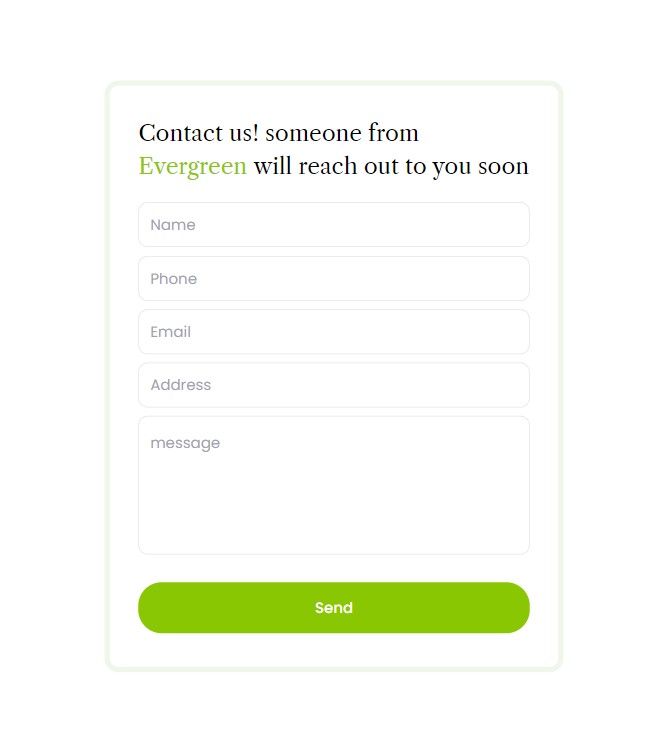 Contact us! someone from
Evergreen will reach out to you soon
Name
Phone
Email
Address
message
Send